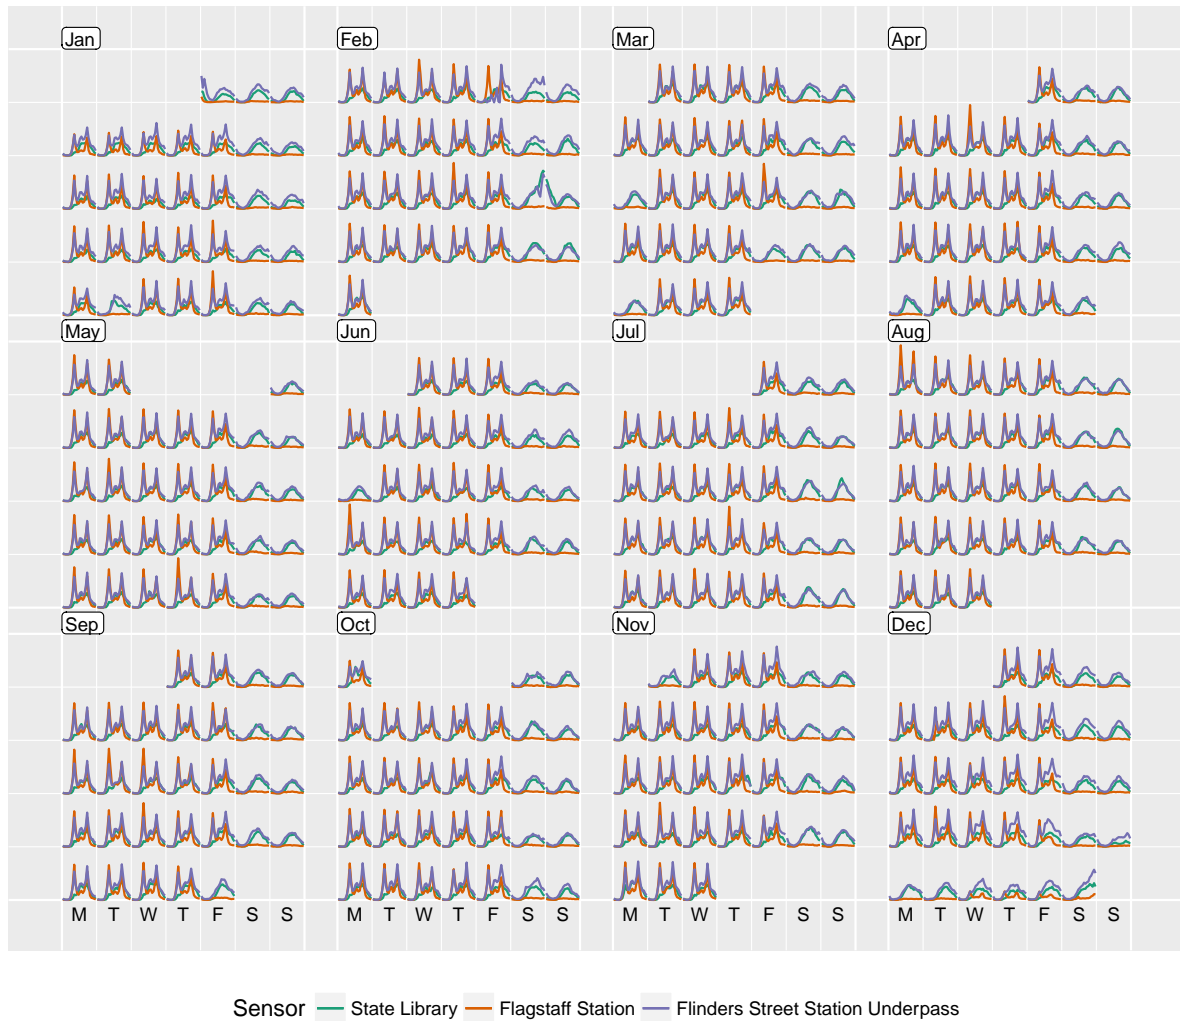 Jan Feb Mar Apr
May Jun Jul Aug
Sep Oct Nov Dec
M T W T F S S M T W T F S S M T W T F S S M T W T F S S
Sensor State Library Flagstaff Station Flinders Street Station Underpass